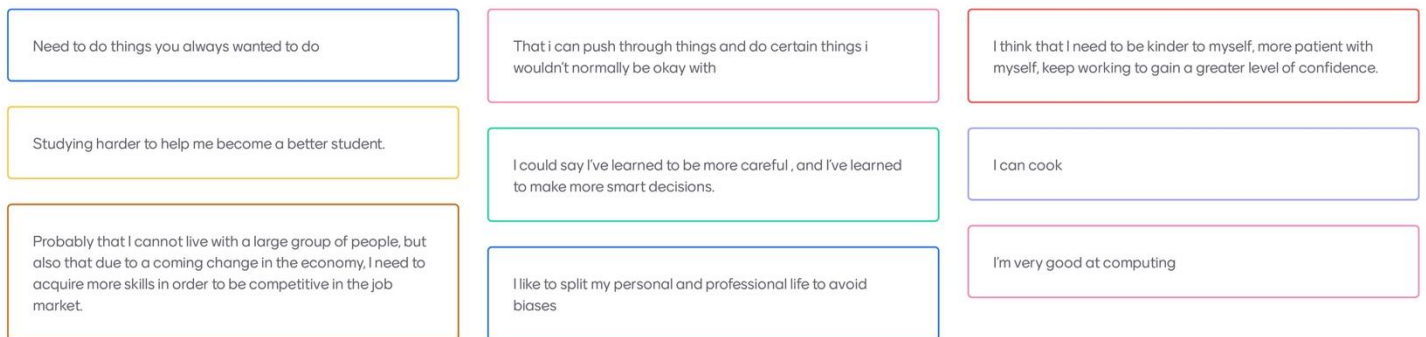 Need to do things you always wanted to do
Studying harder to help me become a better student.
Probably that I cannot live with a large group of people, but
also that due to a coming change in the economy, I need to
acquire more skills in order to be competitive in the job
market.
That i can push through things and do certain things i
wouldn't normally be okay with
I could say I've learned to be more careful , and I've learned
to make more smart decisions.
I like to split my personal and professional life to avoid
biases
I think that I need to be kinder to myself, more patient with
myself, keep working to gain a greater level of confidence.
I can cook
I'm very good at computing